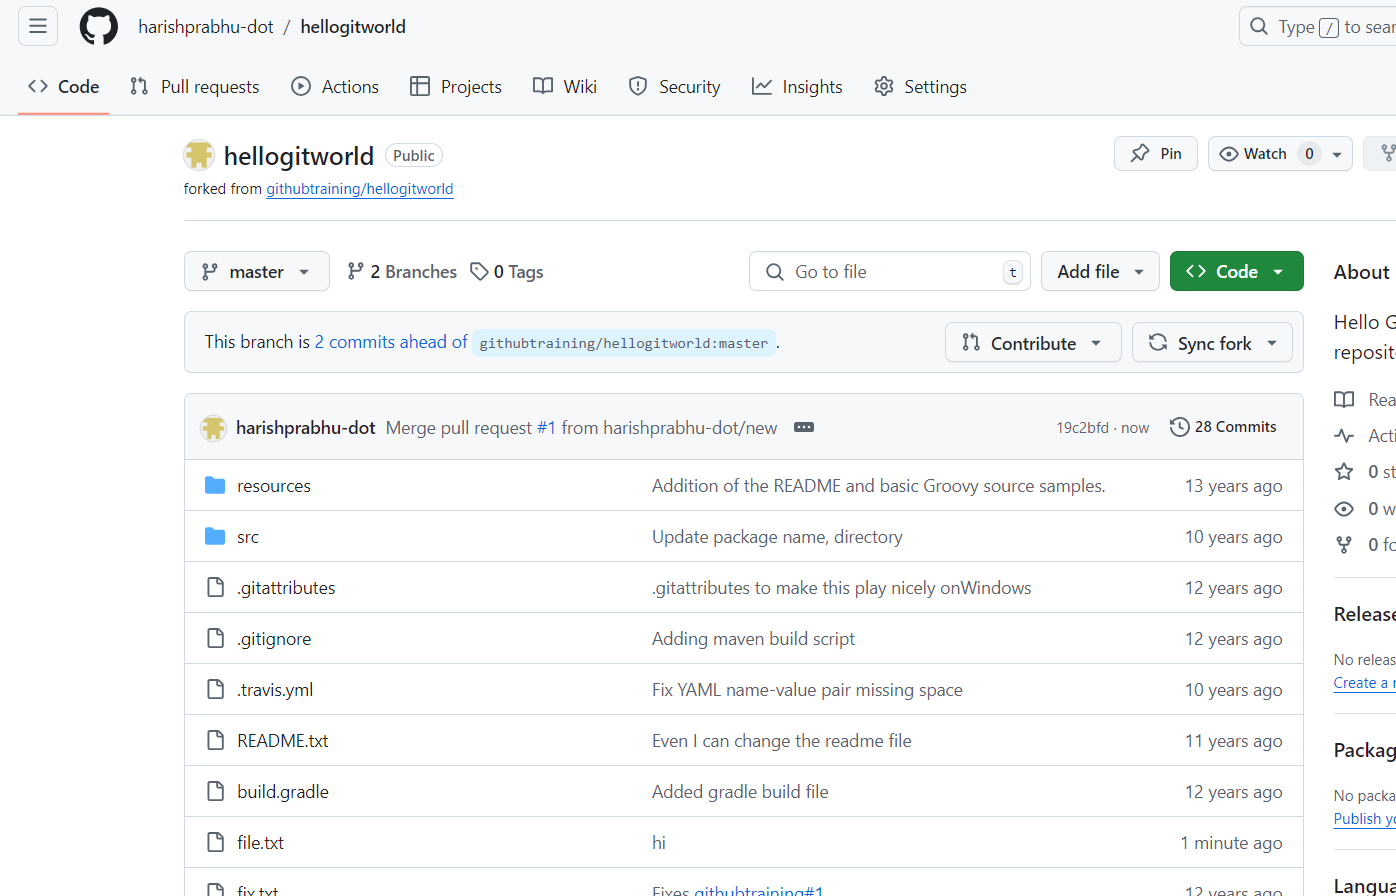 harishprabhu-dot / hellogitworld
Type / to sear
Code Pull requests Actions Projects Wiki Security Insights Settings
hellogitworld Public
Pin Watch 0
forked from githubtraining/hellogitworld
master 2 Branches 0 Tags
Go to file t Add file Code
About
This branch is 2 commits ahead of githubtraining/hellogitworld:master .
Contribute Sync fork
Hello G
reposit
harishprabhu-dot Merge pull request #1 from harishprabhu-dot/new 19c2bfd · now 28 Commits
Rea
Acti
0 st
0 w
0 fo
resources Addition of the README and basic Groovy source samples. 13 years ago
src Update package name, directory 10 years ago
.gitattributes .gitattributes to make this play nicely onWindows 12 years ago
.gitignore Adding maven build script 12 years ago
.travis.yml Fix YAML name-value pair missing space 10 years ago
README.txt Even I can change the readme file 11 years ago
build.gradle Added gradle build file 12 years ago
file.txt hi 1 minute ago
fix.txt Fixes githubtraining#1 12 years ago
Release
No releas
Create a r
Packag
No packa
Publish yo
Langua